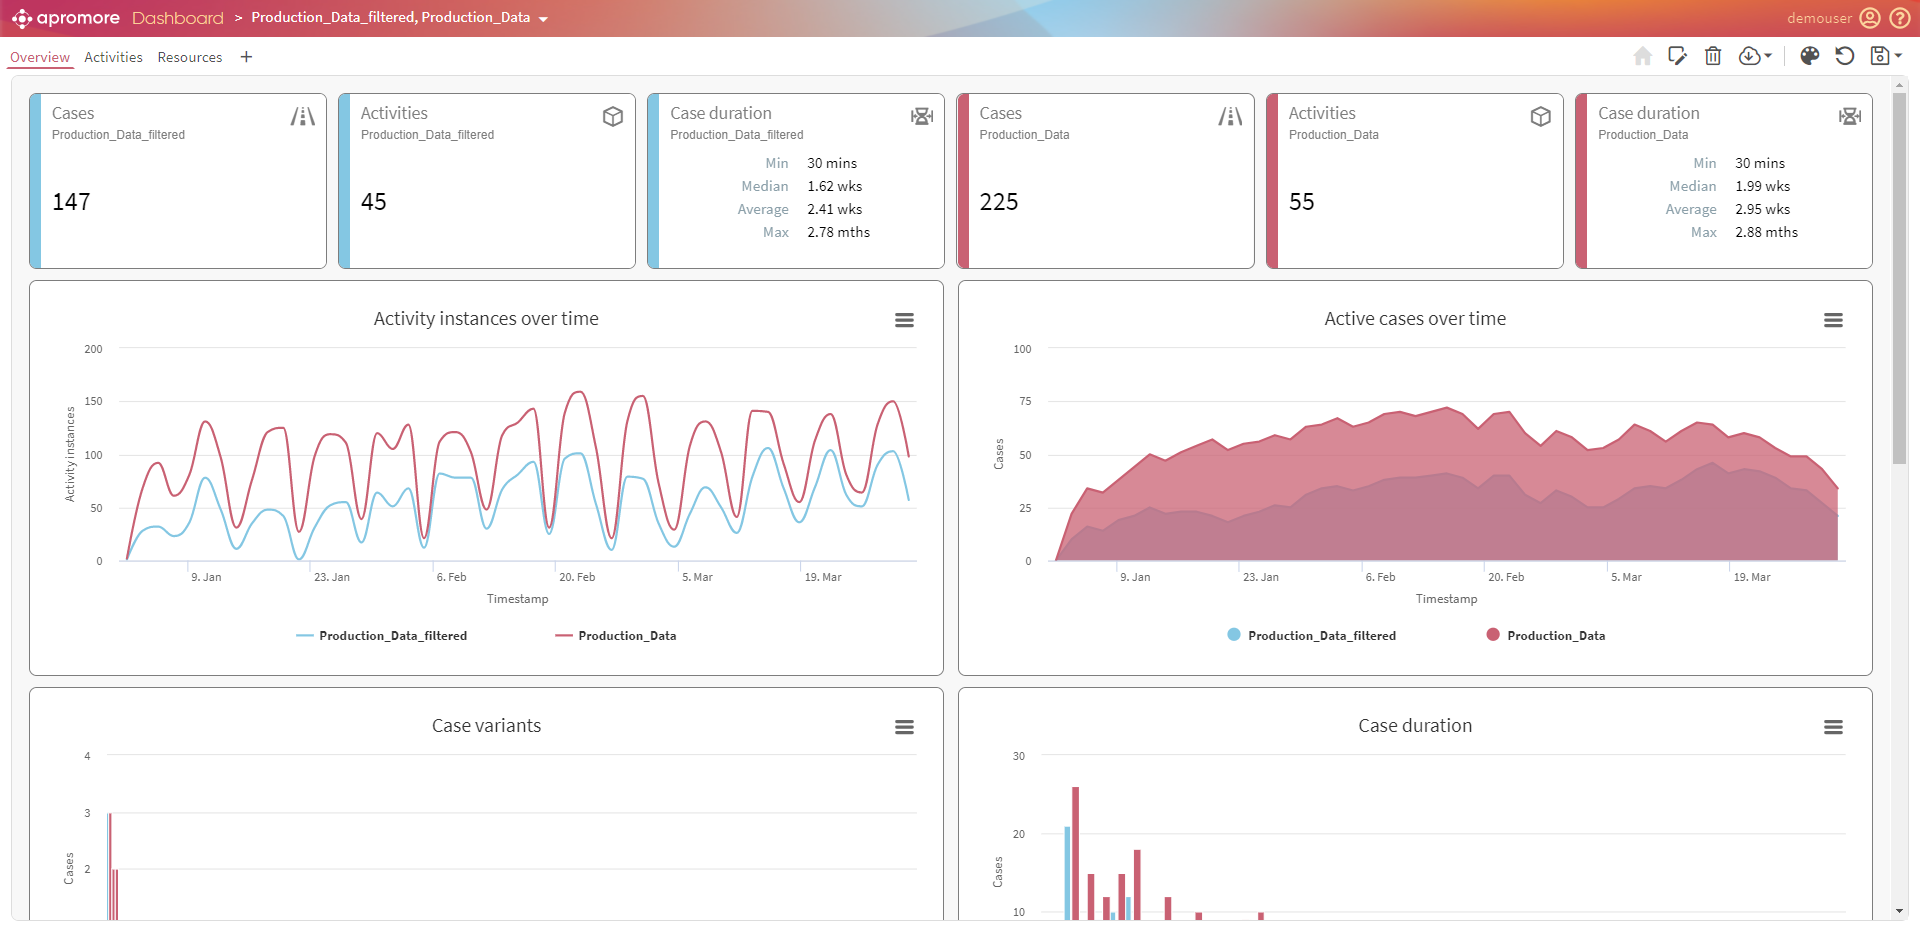 apromore Dashboard > Production_Data_filtered, Production_Data
demouser
Overview Activities Resources +
Cases
Production_Data_filtered
147
Activities
Production_Data_filtered
45
Case duration
Production_Data_filtered
Min 30 mins
Median 1.62 wks
Average 2.41 wks
Max 2.78 mths
Cases
Production_Data
225
Activities
Production_Data
55
Case duration
Production_Data
Min 30 mins
Median 1.99 wks
Average 2.95 wks
Max 2.88 mths
Activity instances over time
200
150
100
50
0
Activity instances
9. Jan 23. Jan 6. Feb 20. Feb 5. Mar 19. Mar
Timestamp
Production_Data_filtered Production_Data
Active cases over time
100
75
50
25
0
Cases
9. Jan 23. Jan 6. Feb 20. Feb 5. Mar 19. Mar
Timestamp
Production_Data_filtered Production_Data
Case variants
4
3
2
Cases
Case duration
30
20
10
Cases